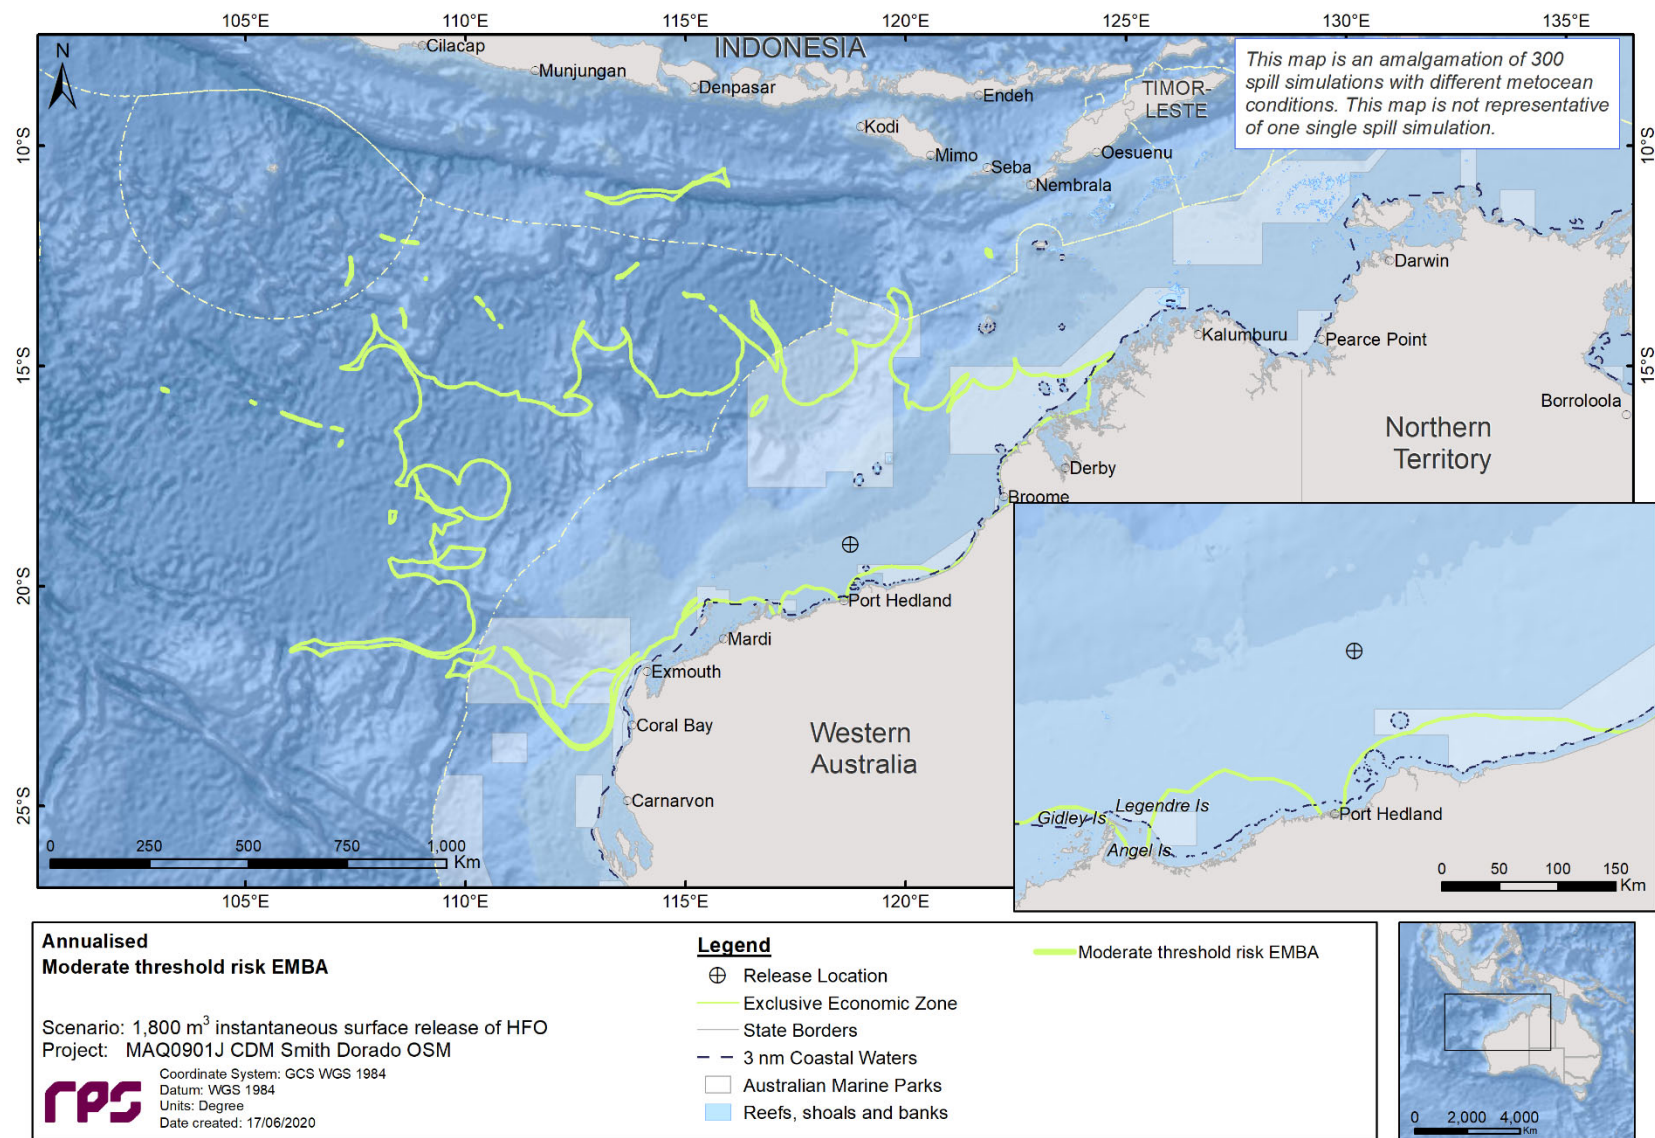 105°E 110°E 115°E 120°E 125°E 130°E 135°E
N
Cilacap
INDONESIA
Munjungan
Denpasar
Endeh
TIMOR-
LESTE
This map is an amalgamation of 300
spill simulations with different metocean
conditions. This map is not representative
of one single spill simulation.
10°S
10°S
Kodi
Mimo
Seba
Oesuenu
Nembrala
Darwin
Kalumburu
Pearce Point
15°S
15°S
Borroloola
Northern
Territory
Derby
Broome
20°S
Port Hedland
Mardi
Exmouth
Coral Bay
Western
Australia
25°S
Carnarvon
0 250 500 750 1,000
Km
Legendre Is
Gidley Is
Angel Is
Port Hedland
0 50 100 150
Km
105°E 110°E 115°E 120°E
Annualised
Moderate threshold risk EMBA
Scenario: 1,800 m³ instantaneous surface release of HFO
Project: MAQ0901J CDM Smith Dorado OSM
rps
Coordinate System: GCS WGS 1984
Datum: WGS 1984
Units: Degree
Date created: 17/06/2020
Legend
Release Location
Exclusive Economic Zone
State Borders
3 nm Coastal Waters
Australian Marine Parks
Reefs, shoals and banks
Moderate threshold risk EMBA
0 2,000 4,000
Km